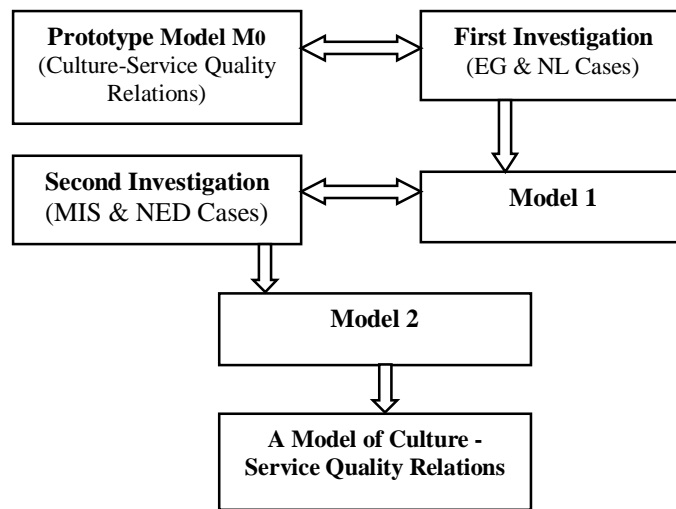 Prototype Model M0
(Culture-Service Quality
Relations)
First Investigation
(EG & NL Cases)
Second Investigation
(MIS & NED Cases)
Model 1
Model 2
A Model of Culture -
Service Quality Relations